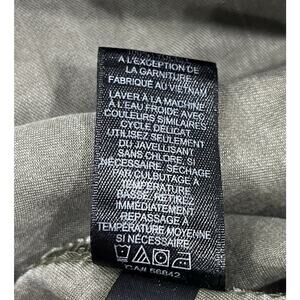 À L'EXCEPTION DE
LA GARNITURE
FABRIQUÉ AU VIETNAM
LAVER À LA MACHINE
À L'EAU FROIDE AVEC
COULEURS SIMILAIRES
CYCLE DÉLICAT
UTILISEZ SEULEMENT
DU JAVELLISANT
SANS CHLORE, SI
NÉCESSAIRE, SÉCHAGE
PAR CULBUTAGE À
TEMPÉRATURE
BASSE, RETIREZ
IMMÉDIATEMENT
REPASSAGE À
TEMPÉRATURE MOYENNE
SI NÉCESSAIRE
CA# 56842